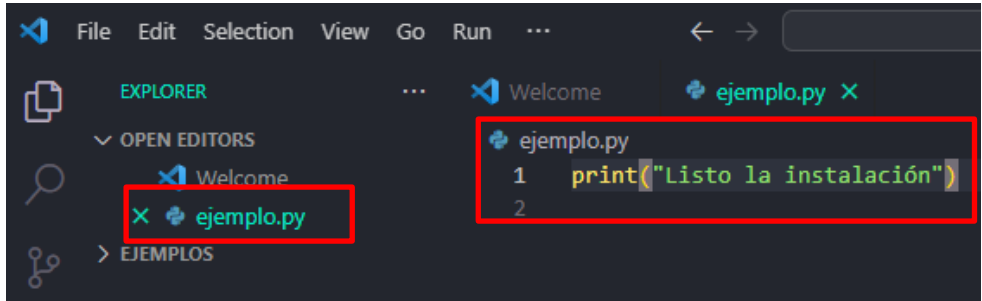 File Edit Selection View Go Run ...
EXPLORER ...
OPEN EDITORS
Welcome
ejemplo.py
EJEMPLOS
Welcome ejemplo.py
ejemplo.py
1 print("Listo la instalación")
2